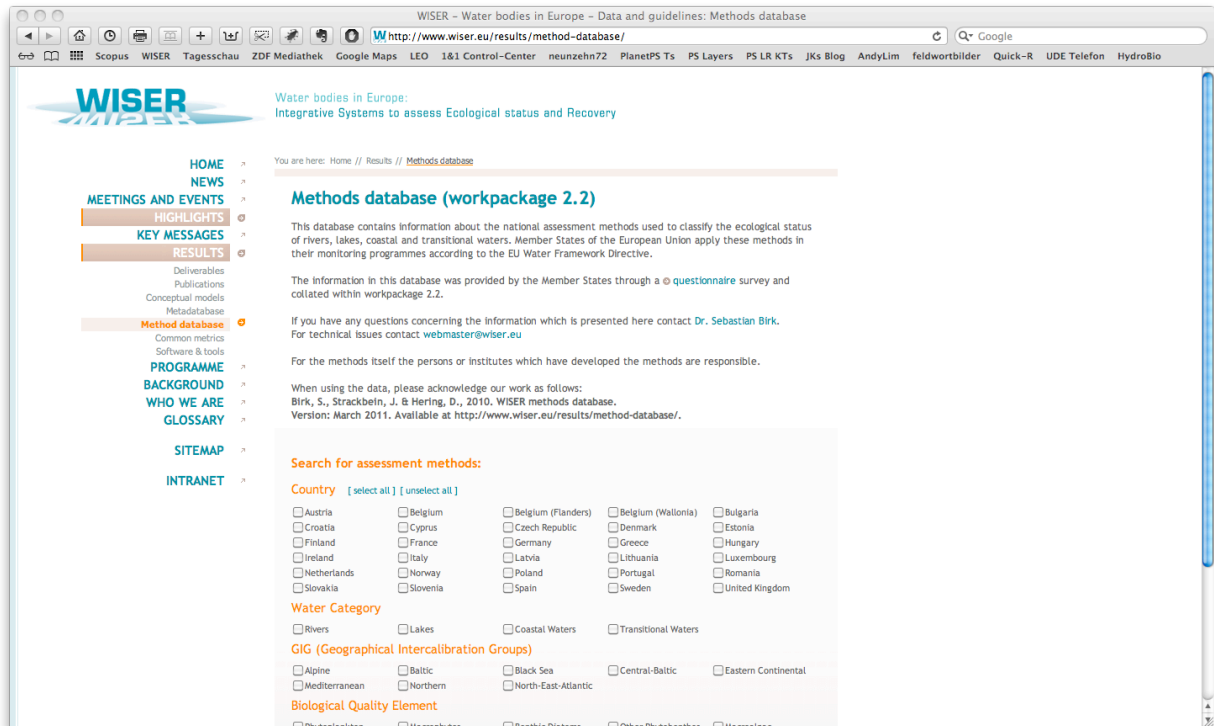 WISER – Water bodies in Europe – Data and guidelines: Methods database
http://www.wiser.eu/results/method-database/
Google
Scopus WISER Tagesschau ZDF Mediathek Google Maps LEO 1&1 Control-Center neunzehn72 PlanetPS Ts PS Layers PS LR KTs JKs Blog AndyLim feldwortbilder Quick-R UDE Telefon HydroBio
WISER
Water bodies in Europe:
Integrative Systems to assess Ecological status and Recovery
HOME
NEWS
MEETINGS AND EVENTS
HIGHLIGHTS
KEY MESSAGES
RESULTS
Deliverables
Publications
Conceptual models
Metadatabase
Method database
Common metrics
Software & tools
PROGRAMME
BACKGROUND
WHO WE ARE
GLOSSARY
SITEMAP
INTRANET
You are here: Home // Results // Methods database
Methods database (workpackage 2.2)
This database contains information about the national assessment methods used to classify the ecological status
of rivers, lakes, coastal and transitional waters. Member States of the European Union apply these methods in
their monitoring programmes according to the EU Water Framework Directive.
The information in this database was provided by the Member States through a questionnaire survey and
collated within workpackage 2.2.
If you have any questions concerning the information which is presented here contact Dr. Sebastian Birk.
For technical issues contact webmaster@wiser.eu
For the methods itself the persons or institutes which have developed the methods are responsible.
When using the data, please acknowledge our work as follows:
Birk, S., Strackbein, J. & Hering, D., 2010. WISER methods database.
Version: March 2011. Available at http://www.wiser.eu/results/method-database/.
Search for assessment methods:
Country [ select all ] [ unselect all ]
Austria Belgium Belgium (Flanders) Belgium (Wallonia) Bulgaria
Croatia Cyprus Czech Republic Denmark Estonia
Finland France Germany Greece Hungary
Ireland Italy Latvia Lithuania Luxembourg
Netherlands Norway Poland Portugal Romania
Slovakia Slovenia Spain Sweden United Kingdom
Water Category
Rivers Lakes Coastal Waters Transitional Waters
GIG (Geographical Intercalibration Groups)
Alpine Baltic Black Sea Central-Baltic Eastern Continental
Mediterranean Northern North-East-Atlantic
Biological Quality Element